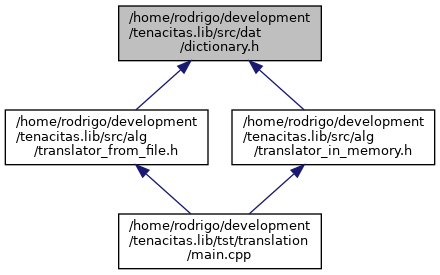 /home/rodrigo/development
/tenacitas.lib/src/dat
/dictionary.h
/home/rodrigo/development
/tenacitas.lib/src/alg
/translator_from_file.h
/home/rodrigo/development
/tenacitas.lib/src/alg
/translator_in_memory.h
/home/rodrigo/development
/tenacitas.lib/tst/translation
/main.cpp